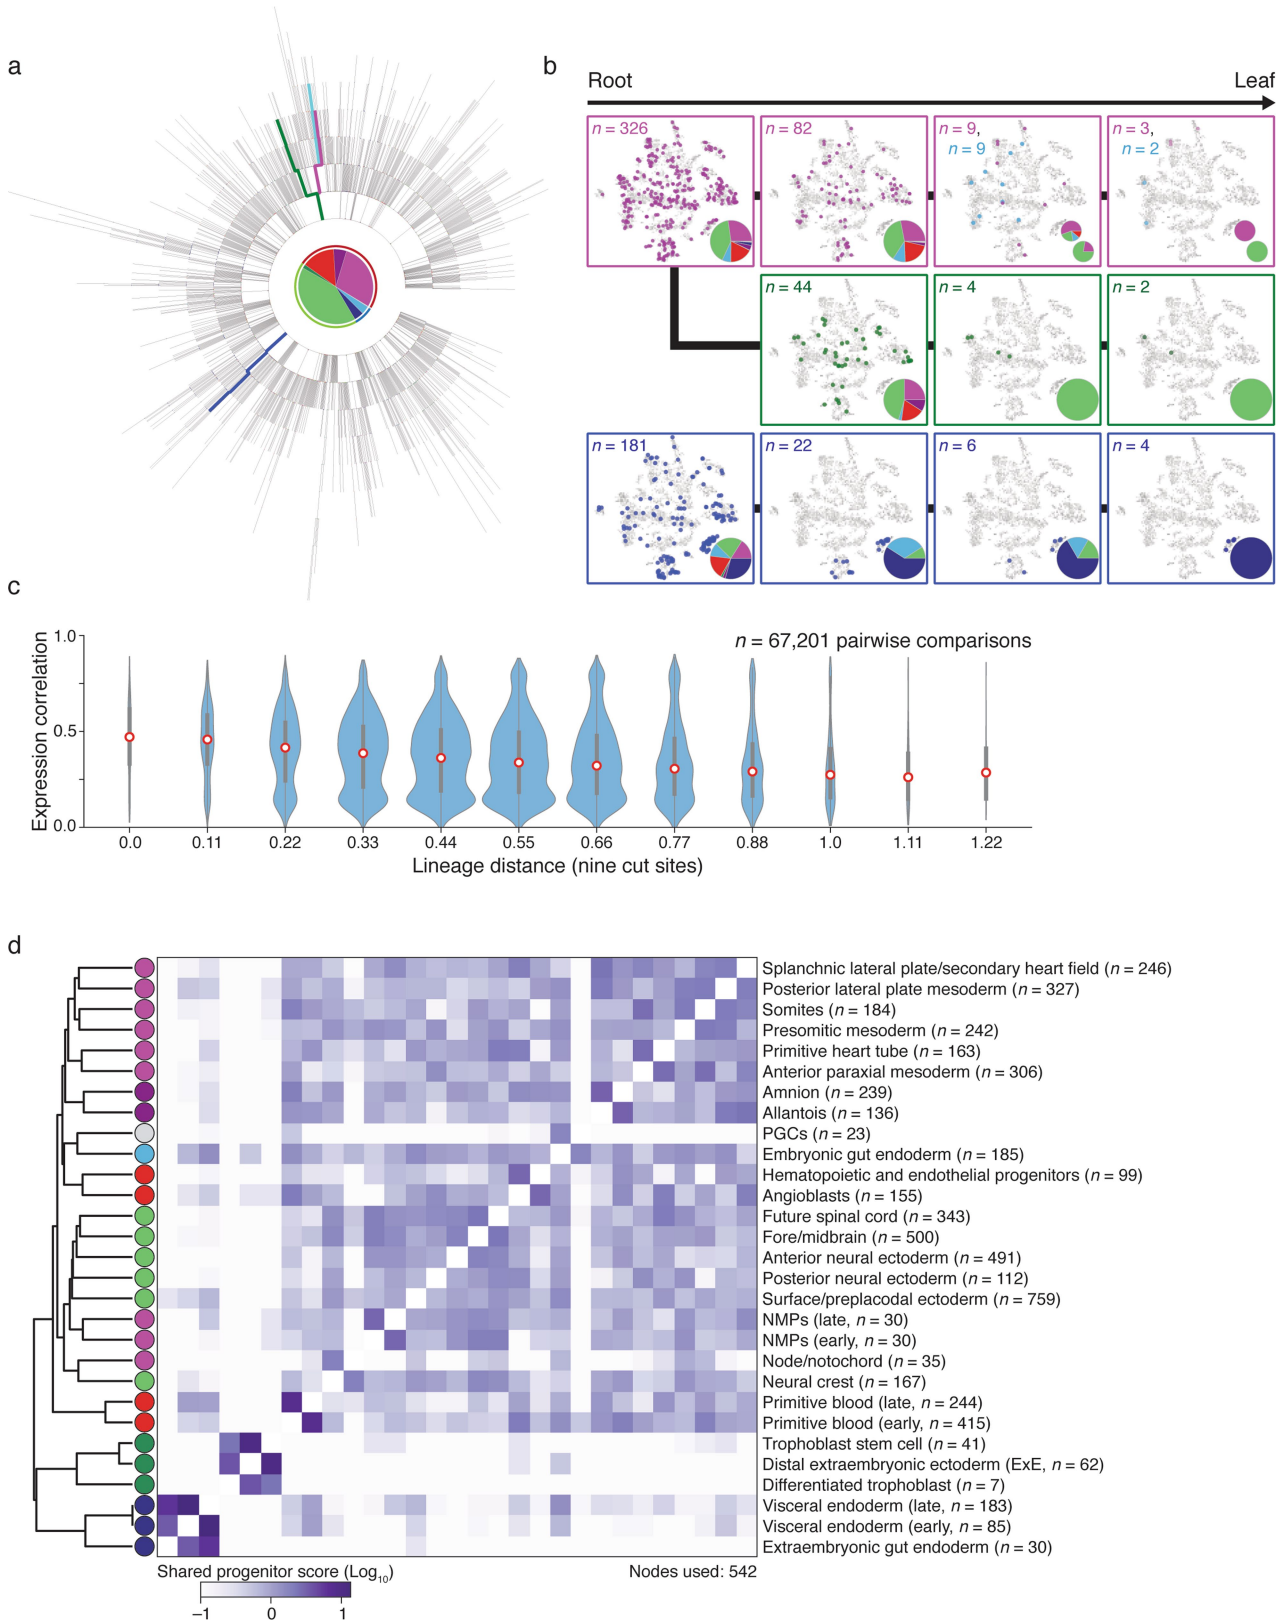 a
b
Root
Leaf
n = 326
n = 82
n = 9,
n = 9
n = 3,
n = 2
n = 44
n = 4
n = 2
n = 181
n = 22
n = 6
n = 4
c
n = 67,201 pairwise comparisons
Expression correlation
1.0
0.5
0.0
0.0
0.11
0.22
0.33
0.44
0.55
0.66
0.77
0.88
1.0
1.11
1.22
Lineage distance (nine cut sites)
d
Splanchnic lateral plate/secondary heart field (n = 246)
Posterior lateral plate mesoderm (n = 327)
Somites (n = 184)
Presomitic mesoderm (n = 242)
Primitive heart tube (n = 163)
Anterior paraxial mesoderm (n = 306)
Amnion (n = 239)
Allantois (n = 136)
PGCs (n = 23)
Embryonic gut endoderm (n = 185)
Hematopoietic and endothelial progenitors (n = 99)
Angioblasts (n = 155)
Future spinal cord (n = 343)
Fore/midbrain (n = 500)
Anterior neural ectoderm (n = 491)
Posterior neural ectoderm (n = 112)
Surface/preplacodal ectoderm (n = 759)
NMPs (late, n = 30)
NMPs (early, n = 30)
Node/notochord (n = 35)
Neural crest (n = 167)
Primitive blood (late, n = 244)
Primitive blood (early, n = 415)
Trophoblast stem cell (n = 41)
Distal extraembryonic ectoderm (ExE, n = 62)
Differentiated trophoblast (n = 7)
Visceral endoderm (late, n = 183)
Visceral endoderm (early, n = 85)
Extraembryonic gut endoderm (n = 30)
Shared progenitor score (Log10)
Nodes used: 542
−1
0
1